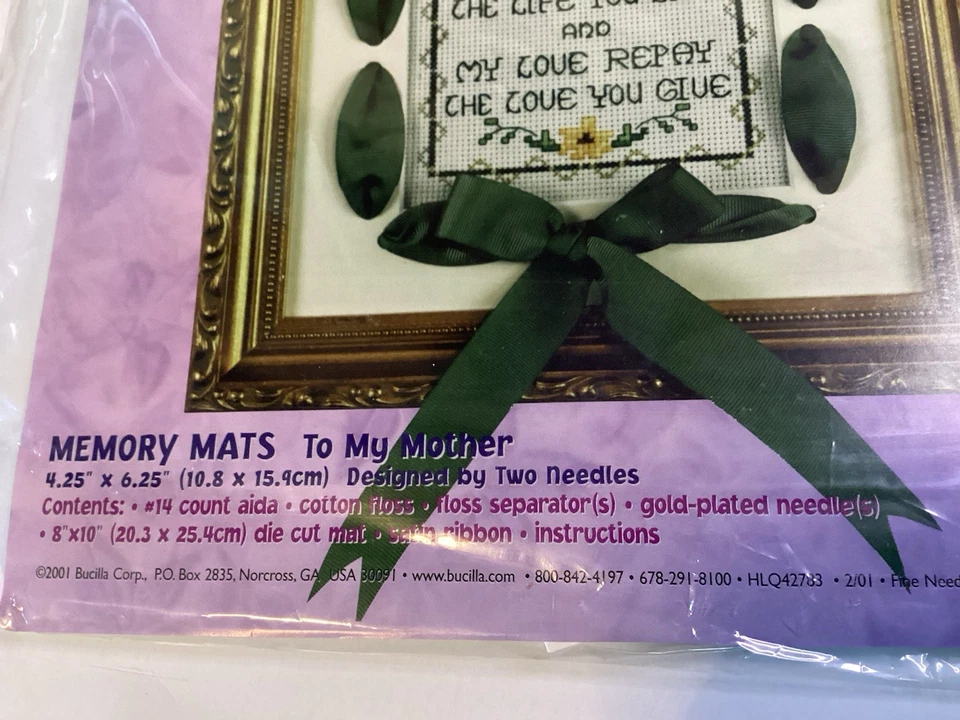 THE LIFE YOU
AND
MY LOVE REPAY
THE LOVE YOU GIVE
MEMORY MATS To My Mother
4.25" x 6.25" (10.8 x 15.9cm) Designed by Two Needles
Contents: • #14 count aida • cotton floss • floss separator(s) • gold-plated needle(s)
• 8"x10" (20.3 x 25.4cm) die cut mat • satin ribbon • instructions
©2001 Bucilla Corp., P.O. Box 2835, Norcross, GA USA 30091 • www.bucilla.com • 800-842-4197 • 678-291-8100 • HLQ42783 • 2/01 • Fine Need